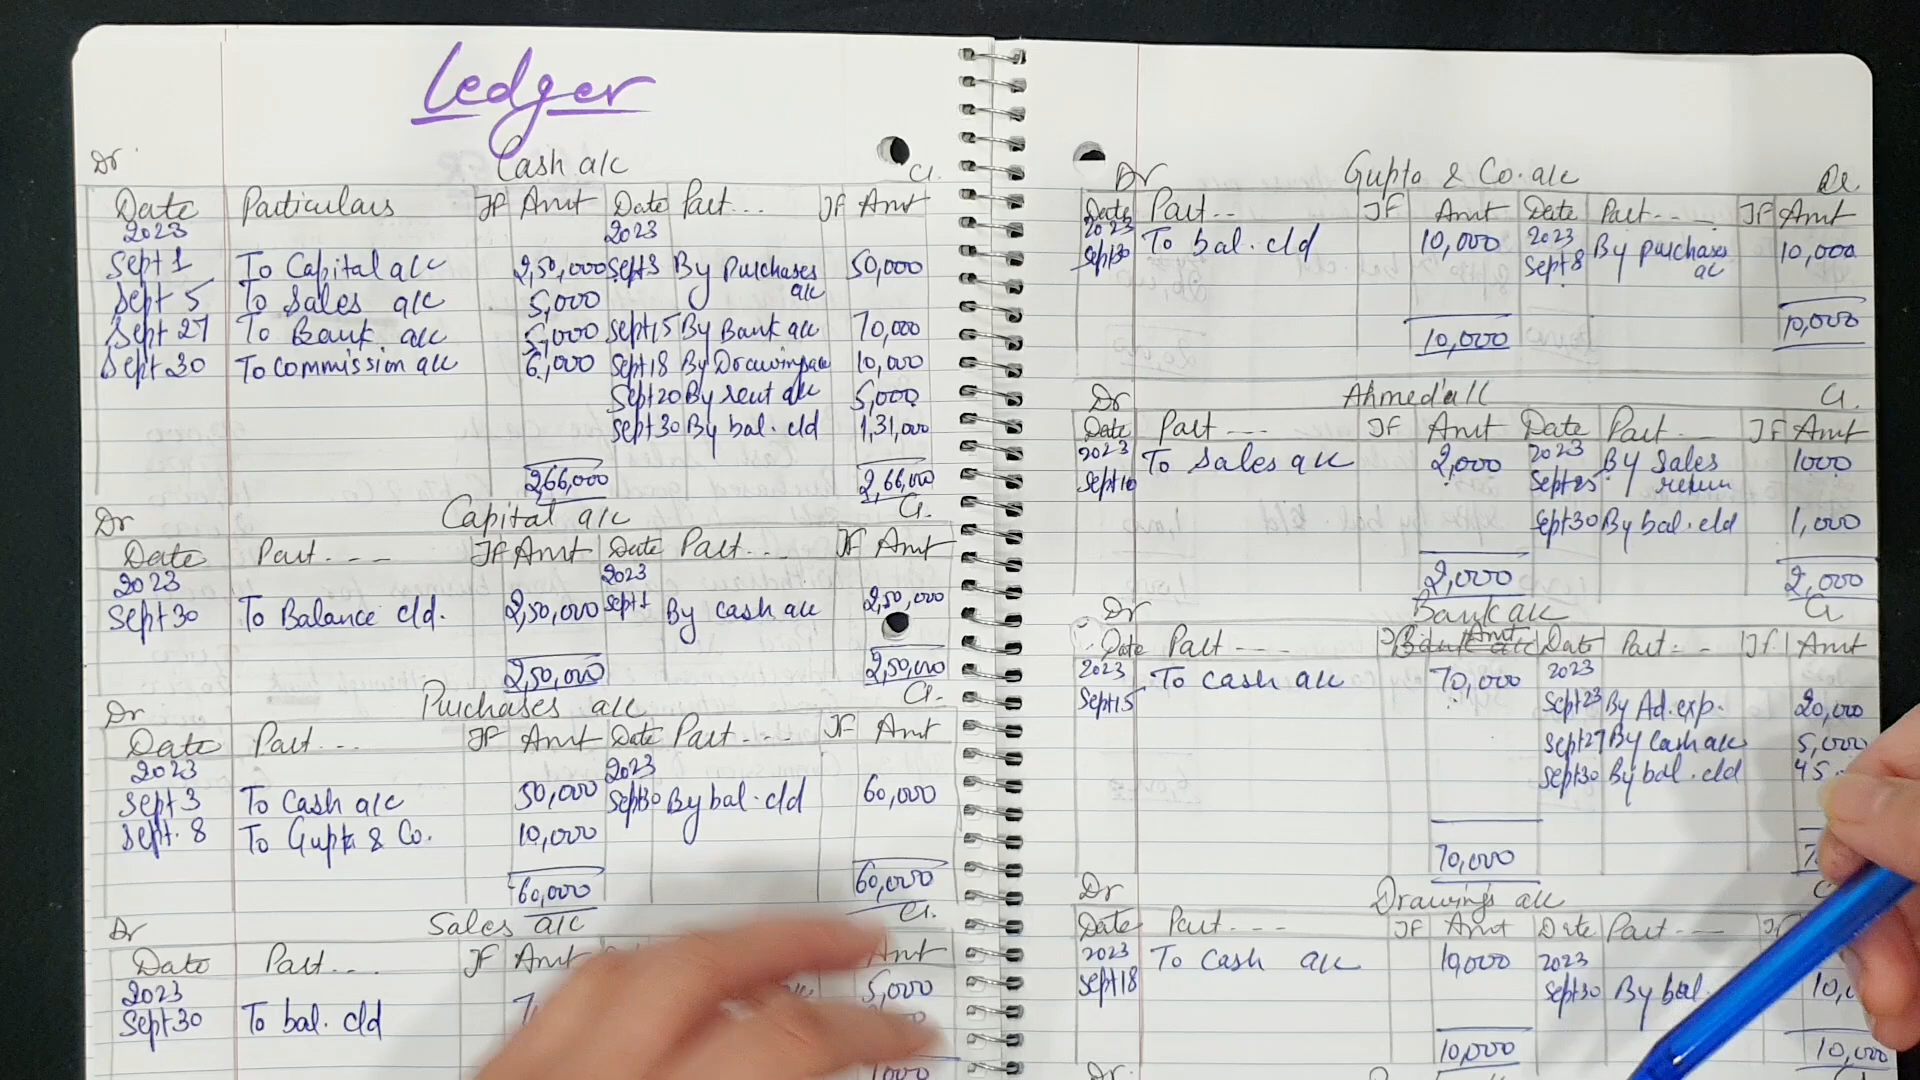 Ledger
Dr Cash a/c Cr.
Date Particulars JF Amt Date Part... JF Amt
2023 2023
Sept 1 To Capital a/c 2,50,000 Sept 3 By Purchases a/c 50,000
Sept 5 To Sales a/c 5,000
Sept 27 To Bank a/c 5,000 Sept 15 By Bank a/c 70,000
Sept 30 To Commission a/c 6,000 Sept 18 By Drawings a/c 10,000
Sept 20 By rent a/c 5,000
Sept 30 By bal. c/d 1,31,000
2,66,000 2,66,000
Dr Capital a/c Cr.
Date Part. --- JF Amt Date Part... JF Amt
2023 2023
Sept 30 To Balance c/d. 2,50,000 Sept 1 By cash a/c 2,50,000
2,50,000 2,50,000
Dr Purchases a/c Cr.
Date Part... JF Amt Date Part... JF Amt
2023 2023
Sept 3 To Cash a/c 50,000 Sept 30 By bal. c/d 60,000
Sept. 8 To Gupta & Co. 10,000
60,000 60,000
Dr Sales a/c Cr.
Date Part... JF Amt Amt
2023 5,000
Sept 30 To bal. c/d
Dr Gupta & Co. a/c
Date Part.. JF Amt Date Part... JF Amt
2023 2023
Sept 30 To bal. c/d 10,000 Sept 8 By purchases ac 10,000
10,000 10,000
Dr Ahmed a/c Cr.
Date Part --- JF Amt Date Part... JF Amt
2023 2023
Sept 10 To Sales a/c 2,000 Sept 25 By Sales return 1000
Sept 30 By bal. c/d 1,000
2,000 2,000
Dr Bank a/c Cr
Date Part --- Amt Date Part... Jf. Amt
2023 2023
Sept 15 To cash a/c 70,000
Sept 23 By Ad. exp. 20,000
Sept 27 By Cash a/c 5,000
Sept 30 By bal. c/d 45
70,000
Dr Drawings a/c
Date Part --- JF Amt Date Part. --- JF
2023 2023
Sept 18 To Cash a/c 10,000 Sept 30 By bal. 10,0
10,000 10,000
Dr.